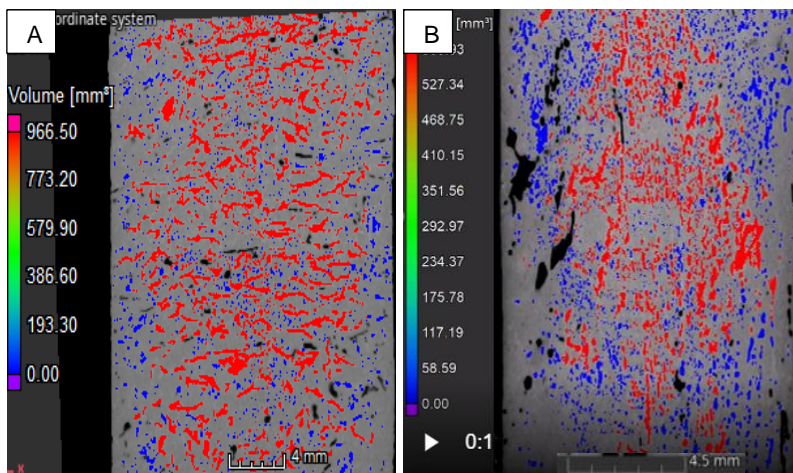 A
ordinate system
Volume [mm³]
966.50
773.20
579.90
386.60
193.30
0.00
x
4 mm
B
[mm³]
527.34
468.75
410.15
351.56
292.97
234.37
175.78
117.19
58.59
0.00
0:1
4.5 mm